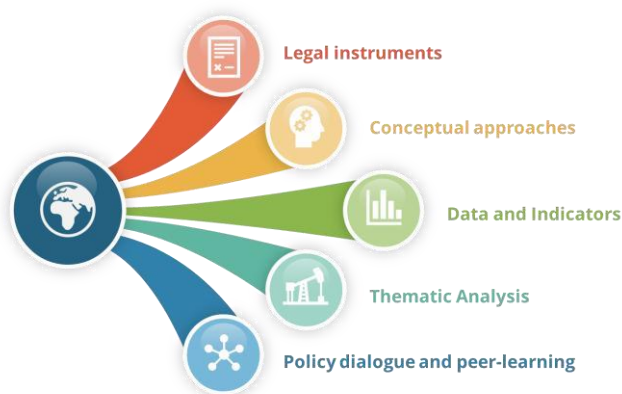 Legal instruments
Conceptual approaches
Data and Indicators
Thematic Analysis
Policy dialogue and peer-learning